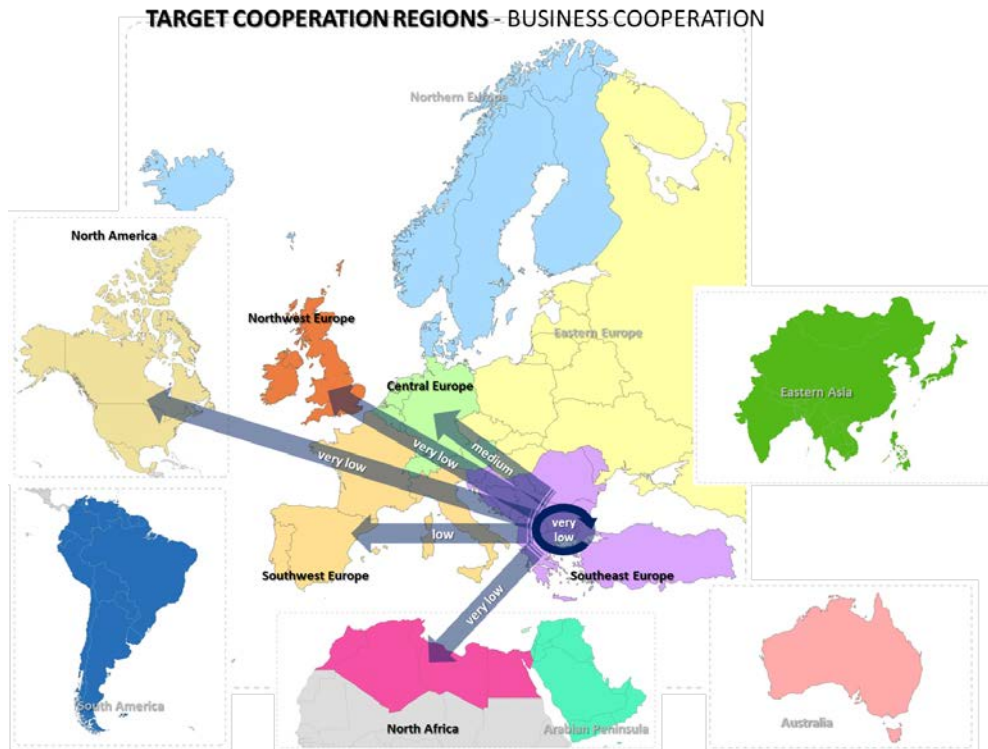 TARGET COOPERATION REGIONS - BUSINESS COOPERATION
Northern Europe
North America
Northwest Europe
Eastern Europe
Central Europe
Eastern Asia
medium
very low
very low
very
low
low
Southwest Europe
Southeast Europe
very low
South America
North Africa
Arabian Peninsula
Australia